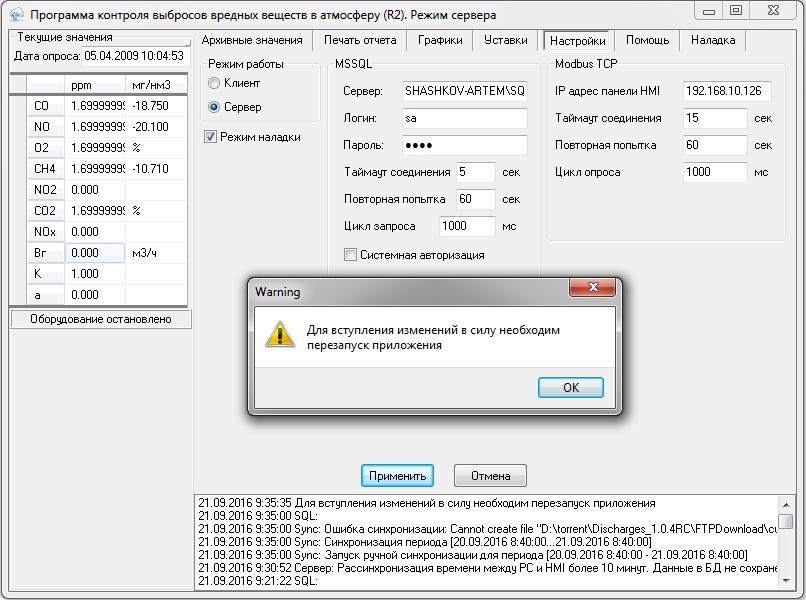 Программа контроля выбросов вредных веществ в атмосферу (R2). Режим сервера
Текущие значения
Дата опроса: 05.04.2009 10:04:53
ppm мг/нм3
CO 1.69999999 -18.750
NO 1.69999999 -20.100
O2 1.69999999 %
CH4 1.69999999 -10.710
NO2 0.000
CO2 1.69999999 %
NOx 0.000
Вг 0.000 м3/ч
K 1.000
a 0.000
Оборудование остановлено
Архивные значения Печать отчета Графики Уставки Настройки Помощь Наладка
Режим работы
Клиент
Сервер
Режим наладки
MSSQL
Сервер: SHASHKOV-ARTEM\SQ
Логин: sa
Пароль: ••••
Таймаут соединения 5 сек
Повторная попытка 60 сек
Цикл запроса 1000 мс
Системная авторизация
Modbus TCP
IP адрес панели HMI 192.168.10.126
Таймаут соединения 15 сек
Повторная попытка 60 сек
Цикл опроса 1000 мс
Warning
Для вступления изменений в силу необходим
перезапуск приложения
OK
Применить Отмена
21.09.2016 9:35:35 Для вступления изменений в силу необходим перезапуск приложения
21.09.2016 9:35:00 SQL:
21.09.2016 9:35:00 Sync: Ошибка синхронизации: Cannot create file "D:\torrent\Discharges_1.0.4RC\FTPDownload\cu
21.09.2016 9:35:00 Sync: Синхронизация периода [20.09.2016 8:40:00...21.09.2016 8:40:00]
21.09.2016 9:35:00 Sync: Запуск ручной синхронизации для периода [20.09.2016 8:40:00 - 21.09.2016 8:40:00]
21.09.2016 9:30:52 Сервер: Рассинхронизация времени между PC и HMI более 10 минут. Данные в БД не сохране
21.09.2016 9:21:22 SQL: